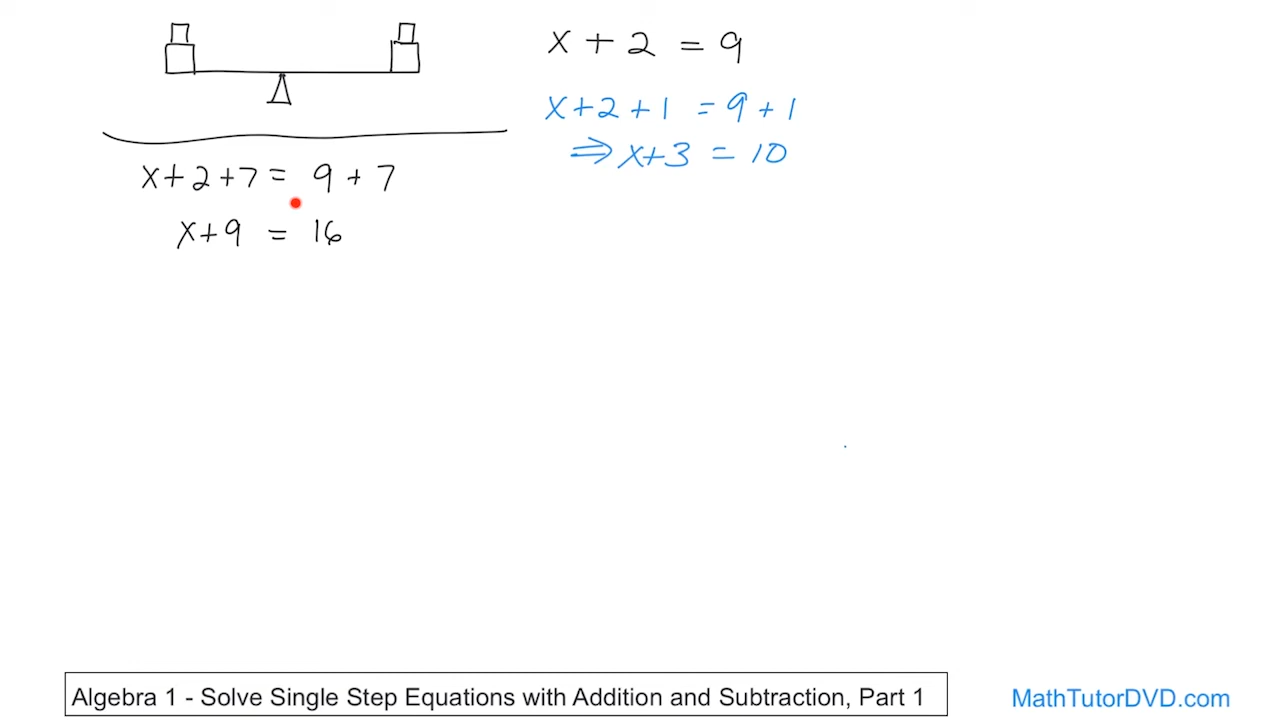 x + 2 = 9
x + 2 + 1 = 9 + 1
⇒ x + 3 = 10
x + 2 + 7 = 9 + 7
x + 9 = 16
Algebra 1 - Solve Single Step Equations with Addition and Subtraction, Part 1
MathTutorDVD.com